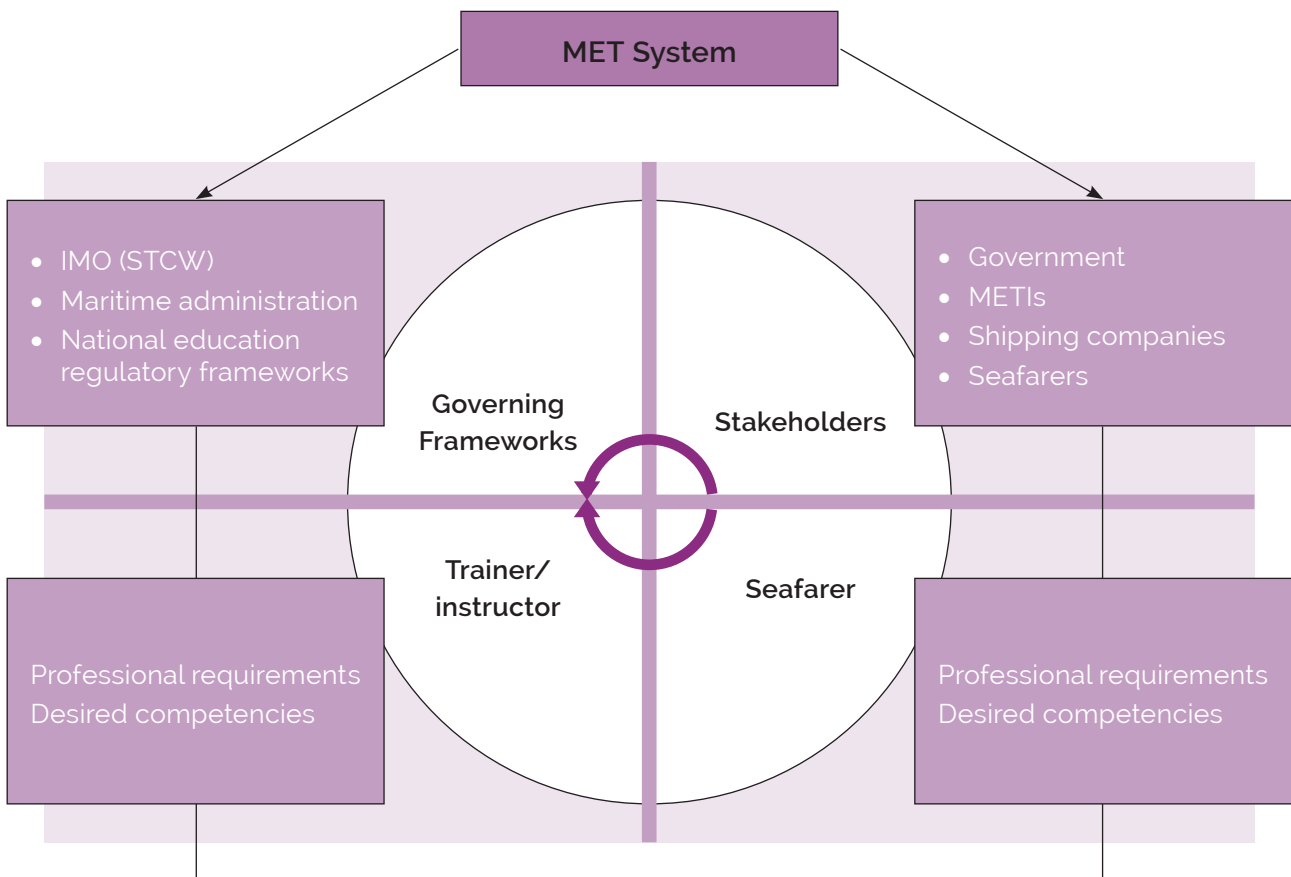 MET System
• IMO (STCW)
• Maritime administration
• National education
regulatory frameworks
• Government
• METIs
• Shipping companies
• Seafarers
Governing
Frameworks
Stakeholders
Trainer/
instructor
Seafarer
Professional requirements
Desired competencies
Professional requirements
Desired competencies